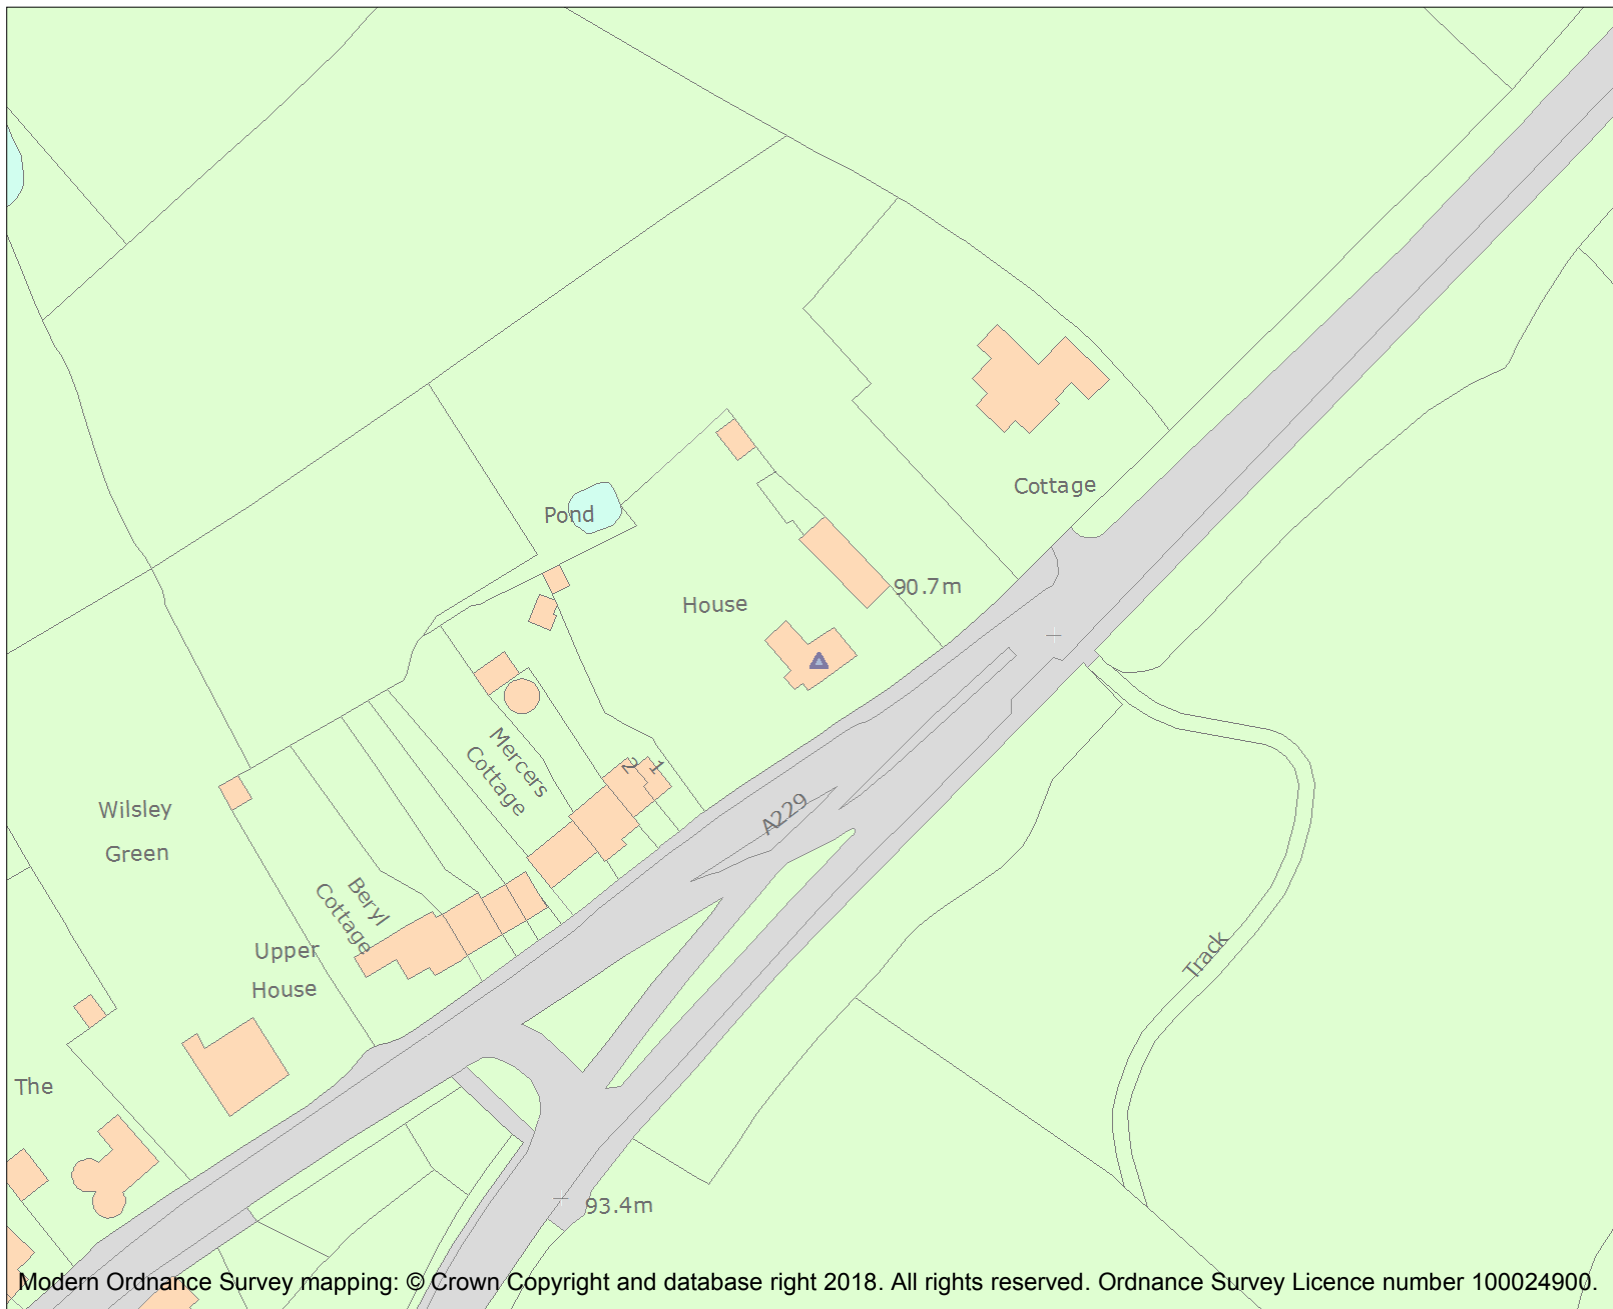 Cottage
Pond
90.7m
House
Mercers
Cottage
2
1
A229
Wilsley
Green
Beryl
Cottage
Upper
House
Track
The
93.4m
Modern Ordnance Survey mapping: © Crown Copyright and database right 2018. All rights reserved. Ordnance Survey Licence number 100024900.